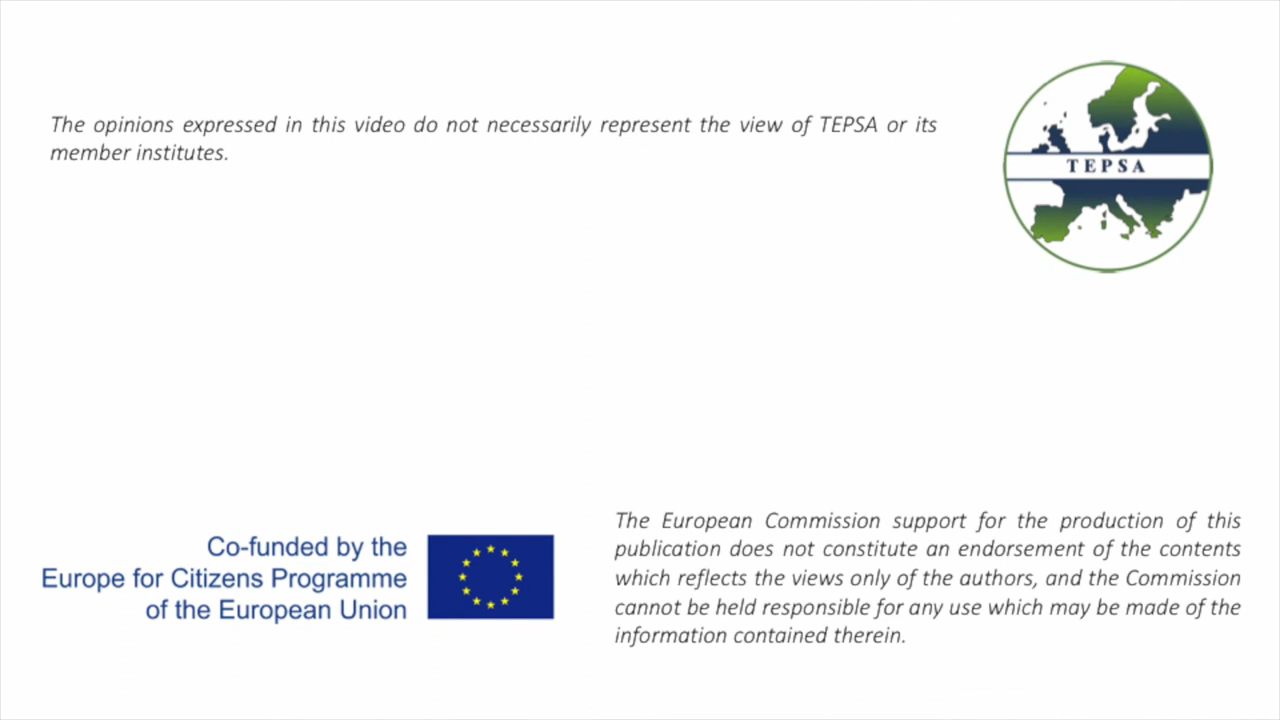 The opinions expressed in this video do not necessarily represent the view of TEPSA or its
member institutes.
TEPSA
Co-funded by the
Europe for Citizens Programme
of the European Union
The European Commission support for the production of this
publication does not constitute an endorsement of the contents
which reflects the views only of the authors, and the Commission
cannot be held responsible for any use which may be made of the
information contained therein.